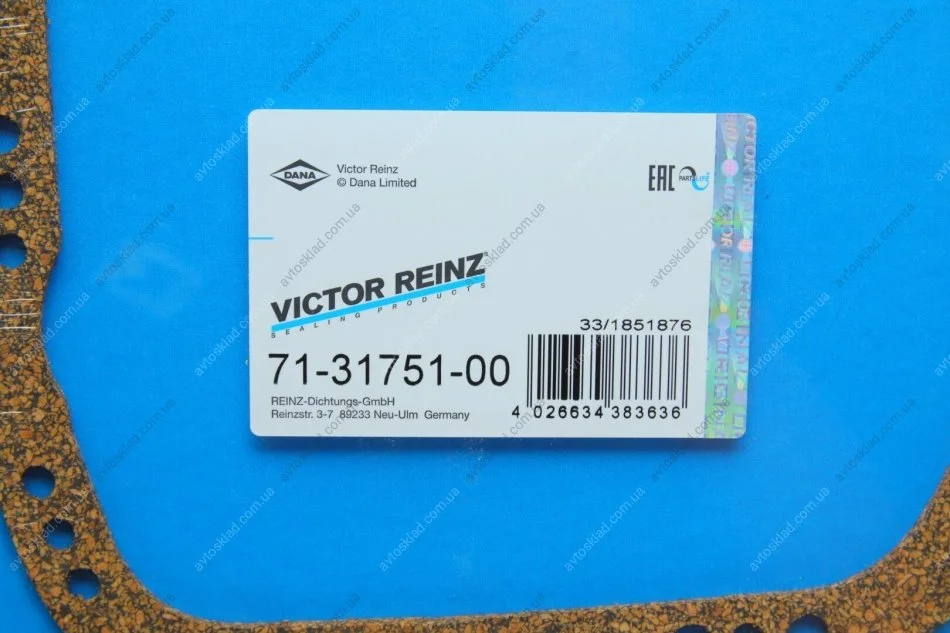 DANA
Victor Reinz
© Dana Limited
EAC
PARTSLIFE
VICTOR REINZ®
SEALING PRODUCTS
33/1851876
71-31751-00
REINZ-Dichtungs-GmbH
Reinzstr. 3-7 89233 Neu-Ulm Germany
4 026634 383636
avtosklad.com.ua